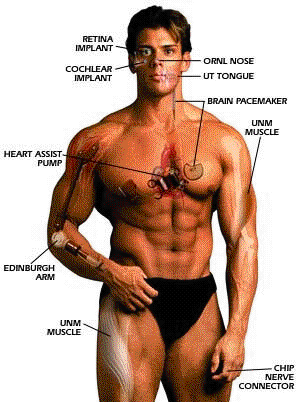 RETINA
IMPLANT
COCHLEAR
IMPLANT
ORNL NOSE
UT TONGUE
BRAIN PACEMAKER
UNM
MUSCLE
HEART ASSIST
PUMP
EDINBURGH
ARM
UNM
MUSCLE
CHIP
NERVE
CONNECTOR